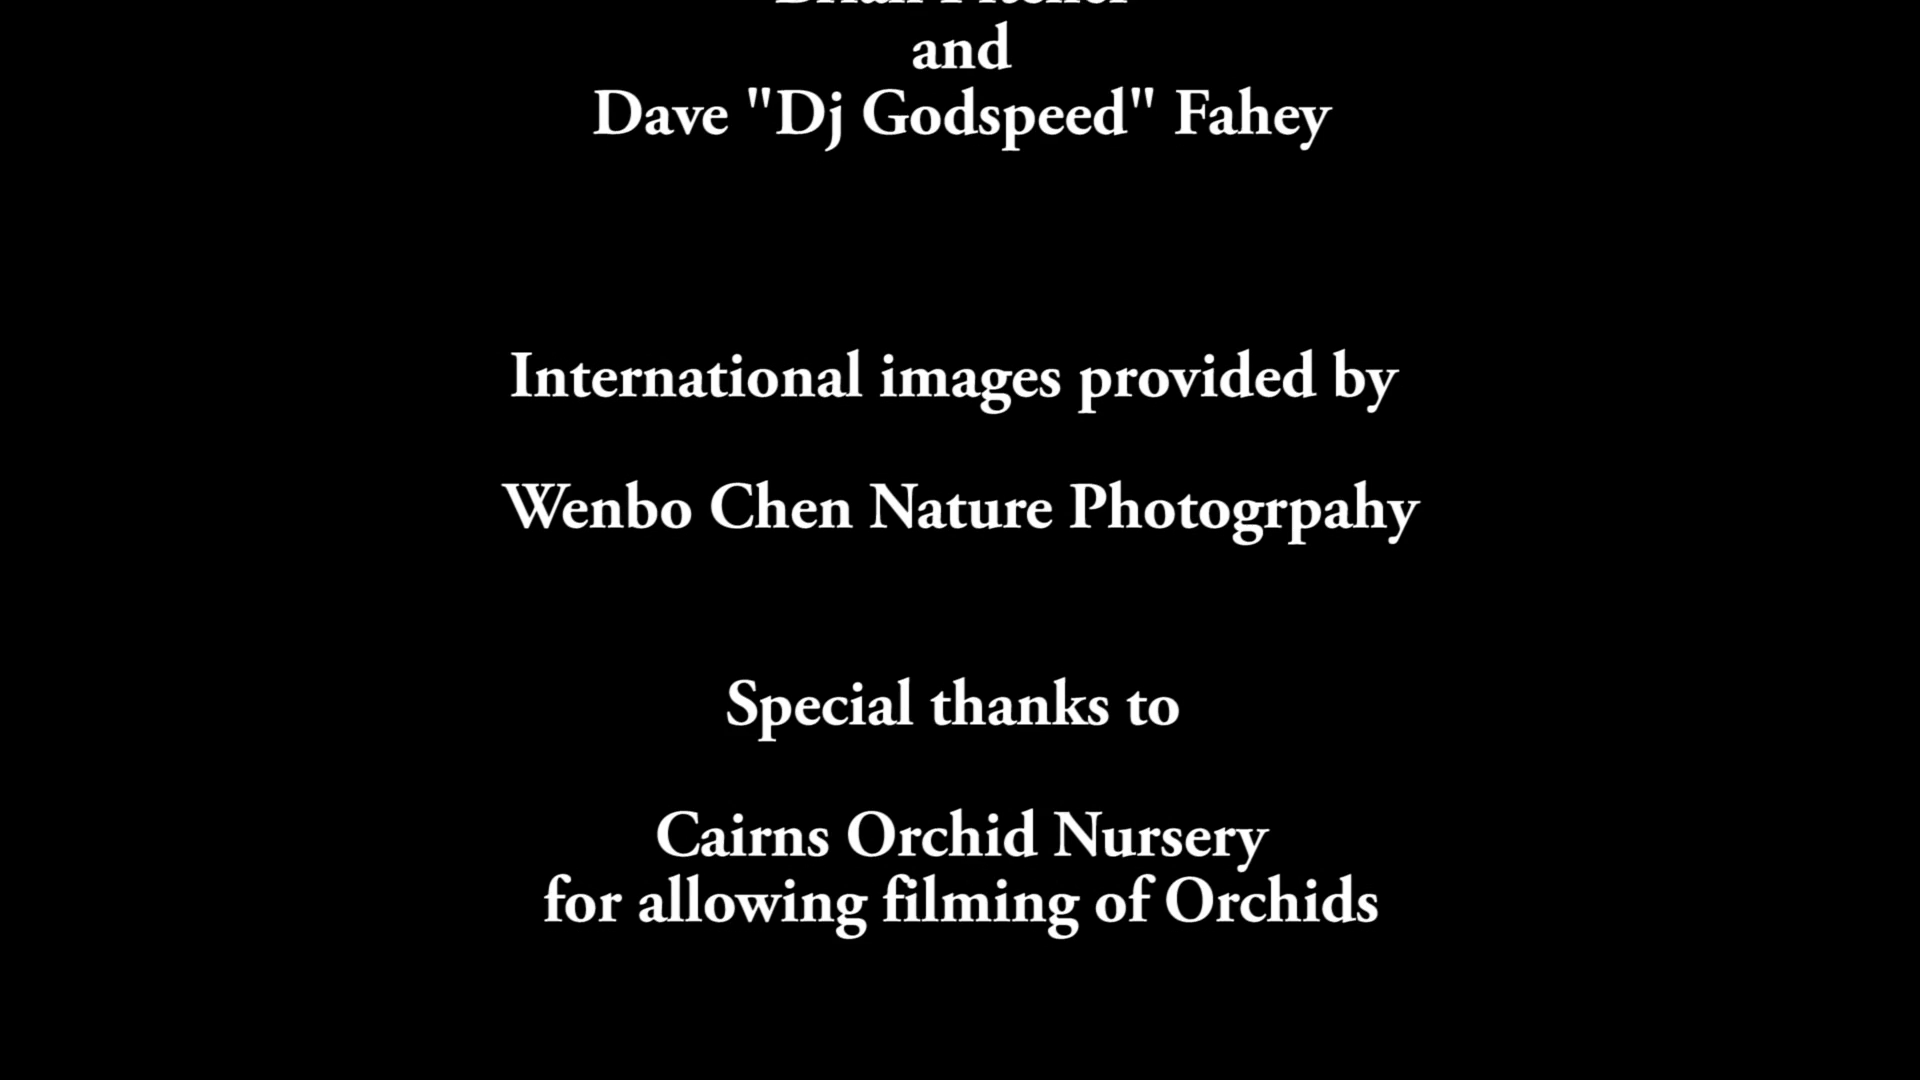 Brian
and
Dave "Dj Godspeed" Fahey
International images provided by
Wenbo Chen Nature Photogrpahy
Special thanks to
Cairns Orchid Nursery
for allowing filming of Orchids